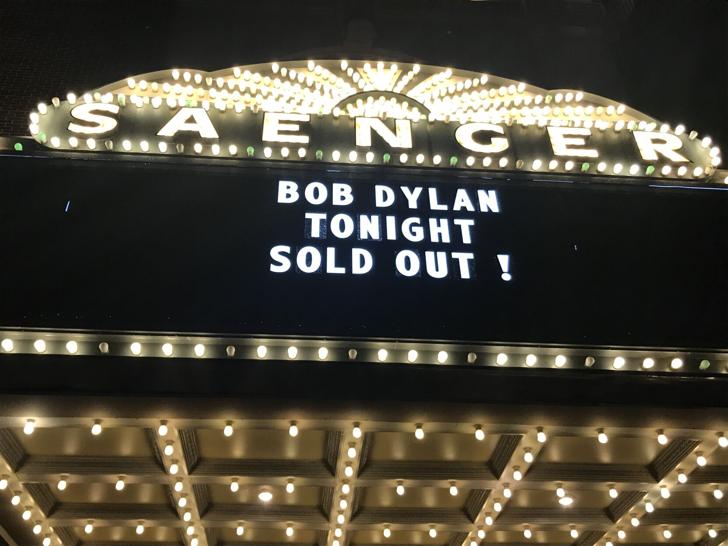 SAENGER
BOB DYLAN
TONIGHT
SOLD OUT !